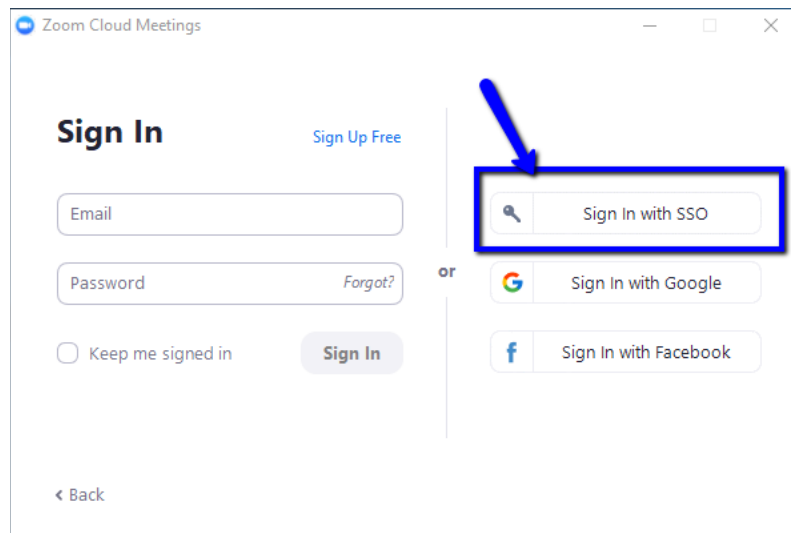 Zoom Cloud Meetings
Sign In
Sign Up Free
Email
Password
Forgot?
Keep me signed in
Sign In
or
Sign In with SSO
Sign In with Google
Sign In with Facebook
Back